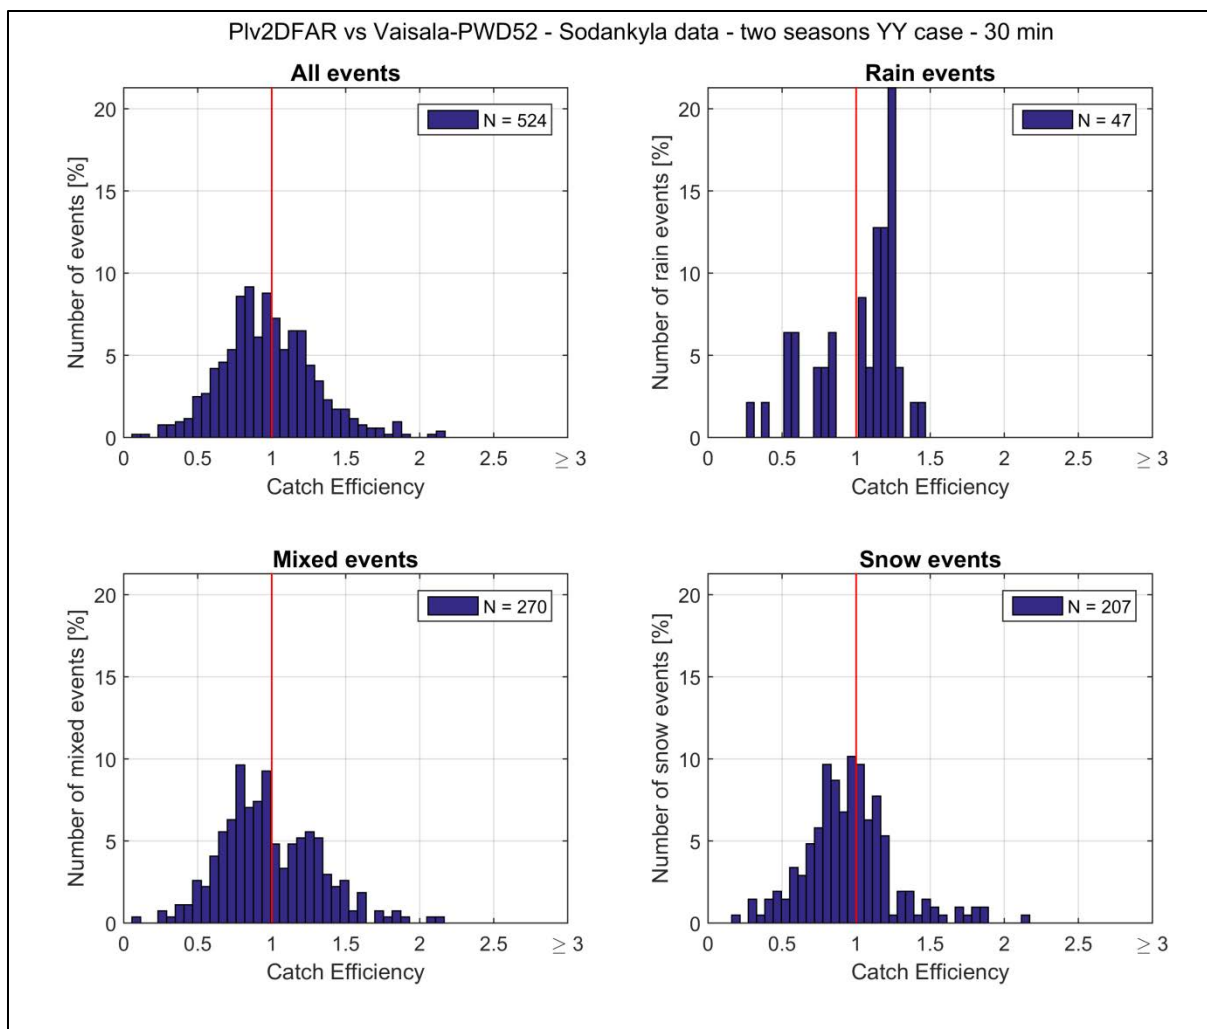 Plv2DFAR vs Vaisala-PWD52 - Sodankyla data - two seasons YY case - 30 min
All events
Number of events [%]
20
15
10
5
0
N = 524
0 0.5 1 1.5 2 2.5 ≥ 3
Catch Efficiency
Rain events
Number of rain events [%]
20
15
10
5
0
N = 47
0 0.5 1 1.5 2 2.5 ≥ 3
Catch Efficiency
Mixed events
Number of mixed events [%]
20
15
10
5
0
N = 270
0 0.5 1 1.5 2 2.5 ≥ 3
Catch Efficiency
Snow events
Number of snow events [%]
20
15
10
5
0
N = 207
0 0.5 1 1.5 2 2.5 ≥ 3
Catch Efficiency